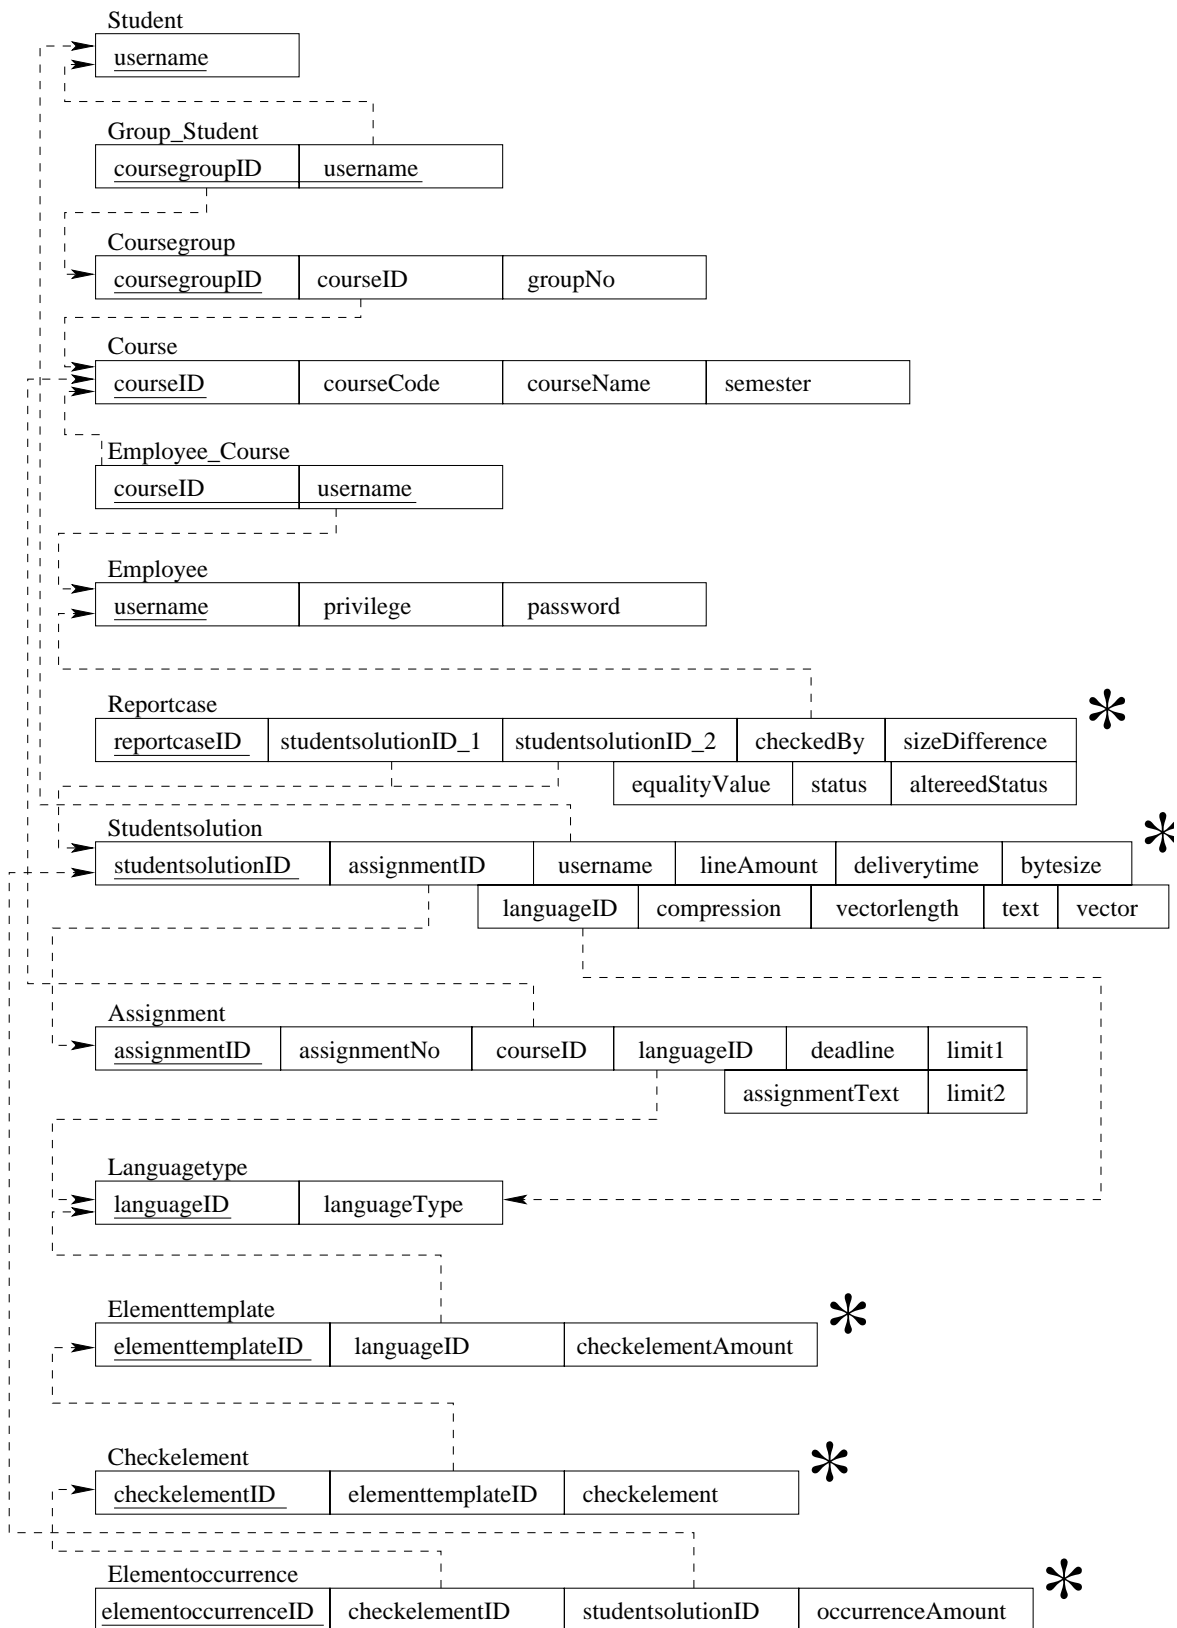 Student
username
Group_Student
coursegroupID username
Coursegroup
coursegroupID courseID groupNo
Course
courseID courseCode courseName semester
Employee_Course
courseID username
Employee
username privilege password
Reportcase
*
reportcaseID studentsolutionID_1 studentsolutionID_2 checkedBy sizeDifference
equalityValue status altereedStatus
Studentsolution
*
studentsolutionID assignmentID username lineAmount deliverytime bytesize
languageID compression vectorlength text vector
Assignment
assignmentID assignmentNo courseID languageID deadline limit1
assignmentText limit2
Languagetype
languageID languageType
Elementtemplate
*
elementtemplateID languageID checkelementAmount
Checkelement
*
checkelementID elementtemplateID checkelement
Elementoccurrence
*
elementoccurrenceID checkelementID studentsolutionID occurrenceAmount